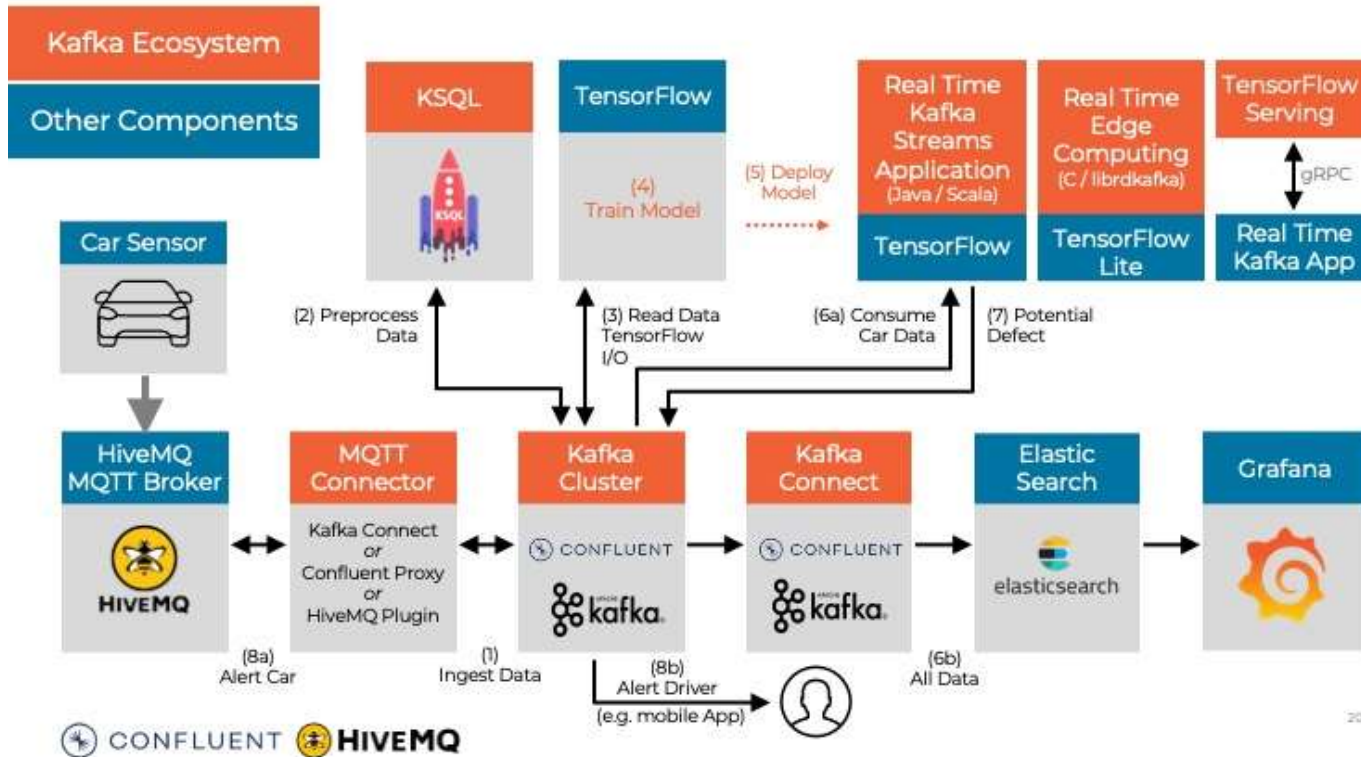 Kafka Ecosystem
Other Components
KSQL
KSQL
TensorFlow
(4)
Train Model
(5) Deploy
Model
Real Time
Kafka
Streams
Application
(Java / Scala)
TensorFlow
Real Time
Edge
Computing
(C / librdkafka)
TensorFlow
Lite
TensorFlow
Serving
gRPC
Real Time
Kafka App
Car Sensor
(2) Preprocess
Data
(3) Read Data
TensorFlow
I/O
(6a) Consume
Car Data
(7) Potential
Defect
HiveMQ
MQTT Broker
HIVEMQ
MQTT
Connector
Kafka Connect
or
Confluent Proxy
or
HiveMQ Plugin
Kafka
Cluster
CONFLUENT
kafka
Kafka
Connect
CONFLUENT
kafka
Elastic
Search
elasticsearch
Grafana
(8a)
Alert Car
(1)
Ingest Data
(8b)
Alert Driver
(e.g. mobile App)
(6b)
All Data
CONFLUENT HIVEMQ